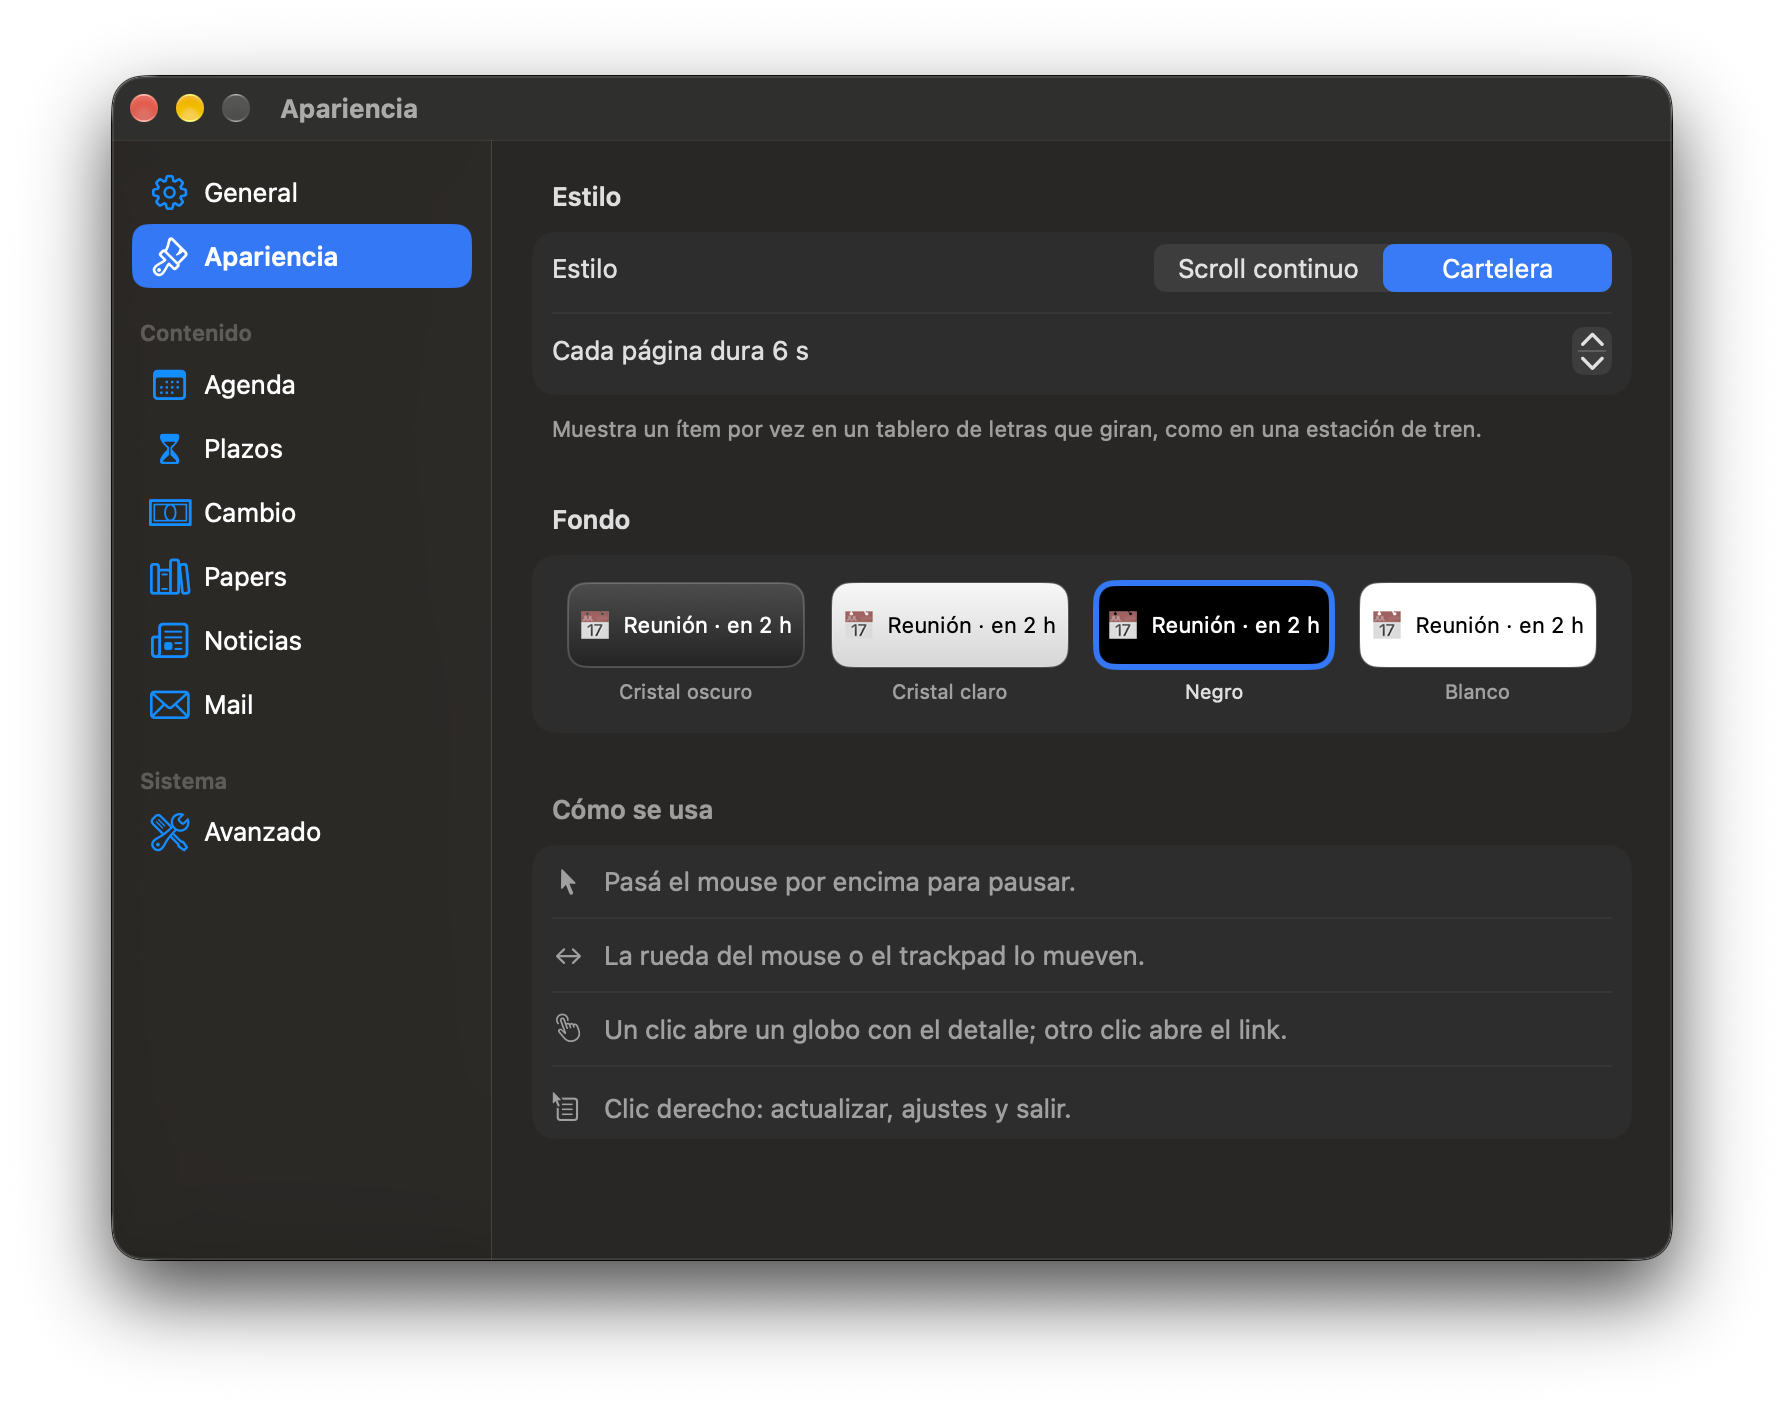 Apariencia
General
Apariencia
Contenido
Agenda
Plazos
Cambio
Papers
Noticias
Mail
Sistema
Avanzado
Estilo
Estilo
Scroll continuo
Cartelera
Cada página dura 6 s
Muestra un ítem por vez en un tablero de letras que giran, como en una estación de tren.
Fondo
17 Reunión · en 2 h
17 Reunión · en 2 h
17 Reunión · en 2 h
17 Reunión · en 2 h
Cristal oscuro
Cristal claro
Negro
Blanco
Cómo se usa
Pasá el mouse por encima para pausar.
La rueda del mouse o el trackpad lo mueven.
Un clic abre un globo con el detalle; otro clic abre el link.
Clic derecho: actualizar, ajustes y salir.